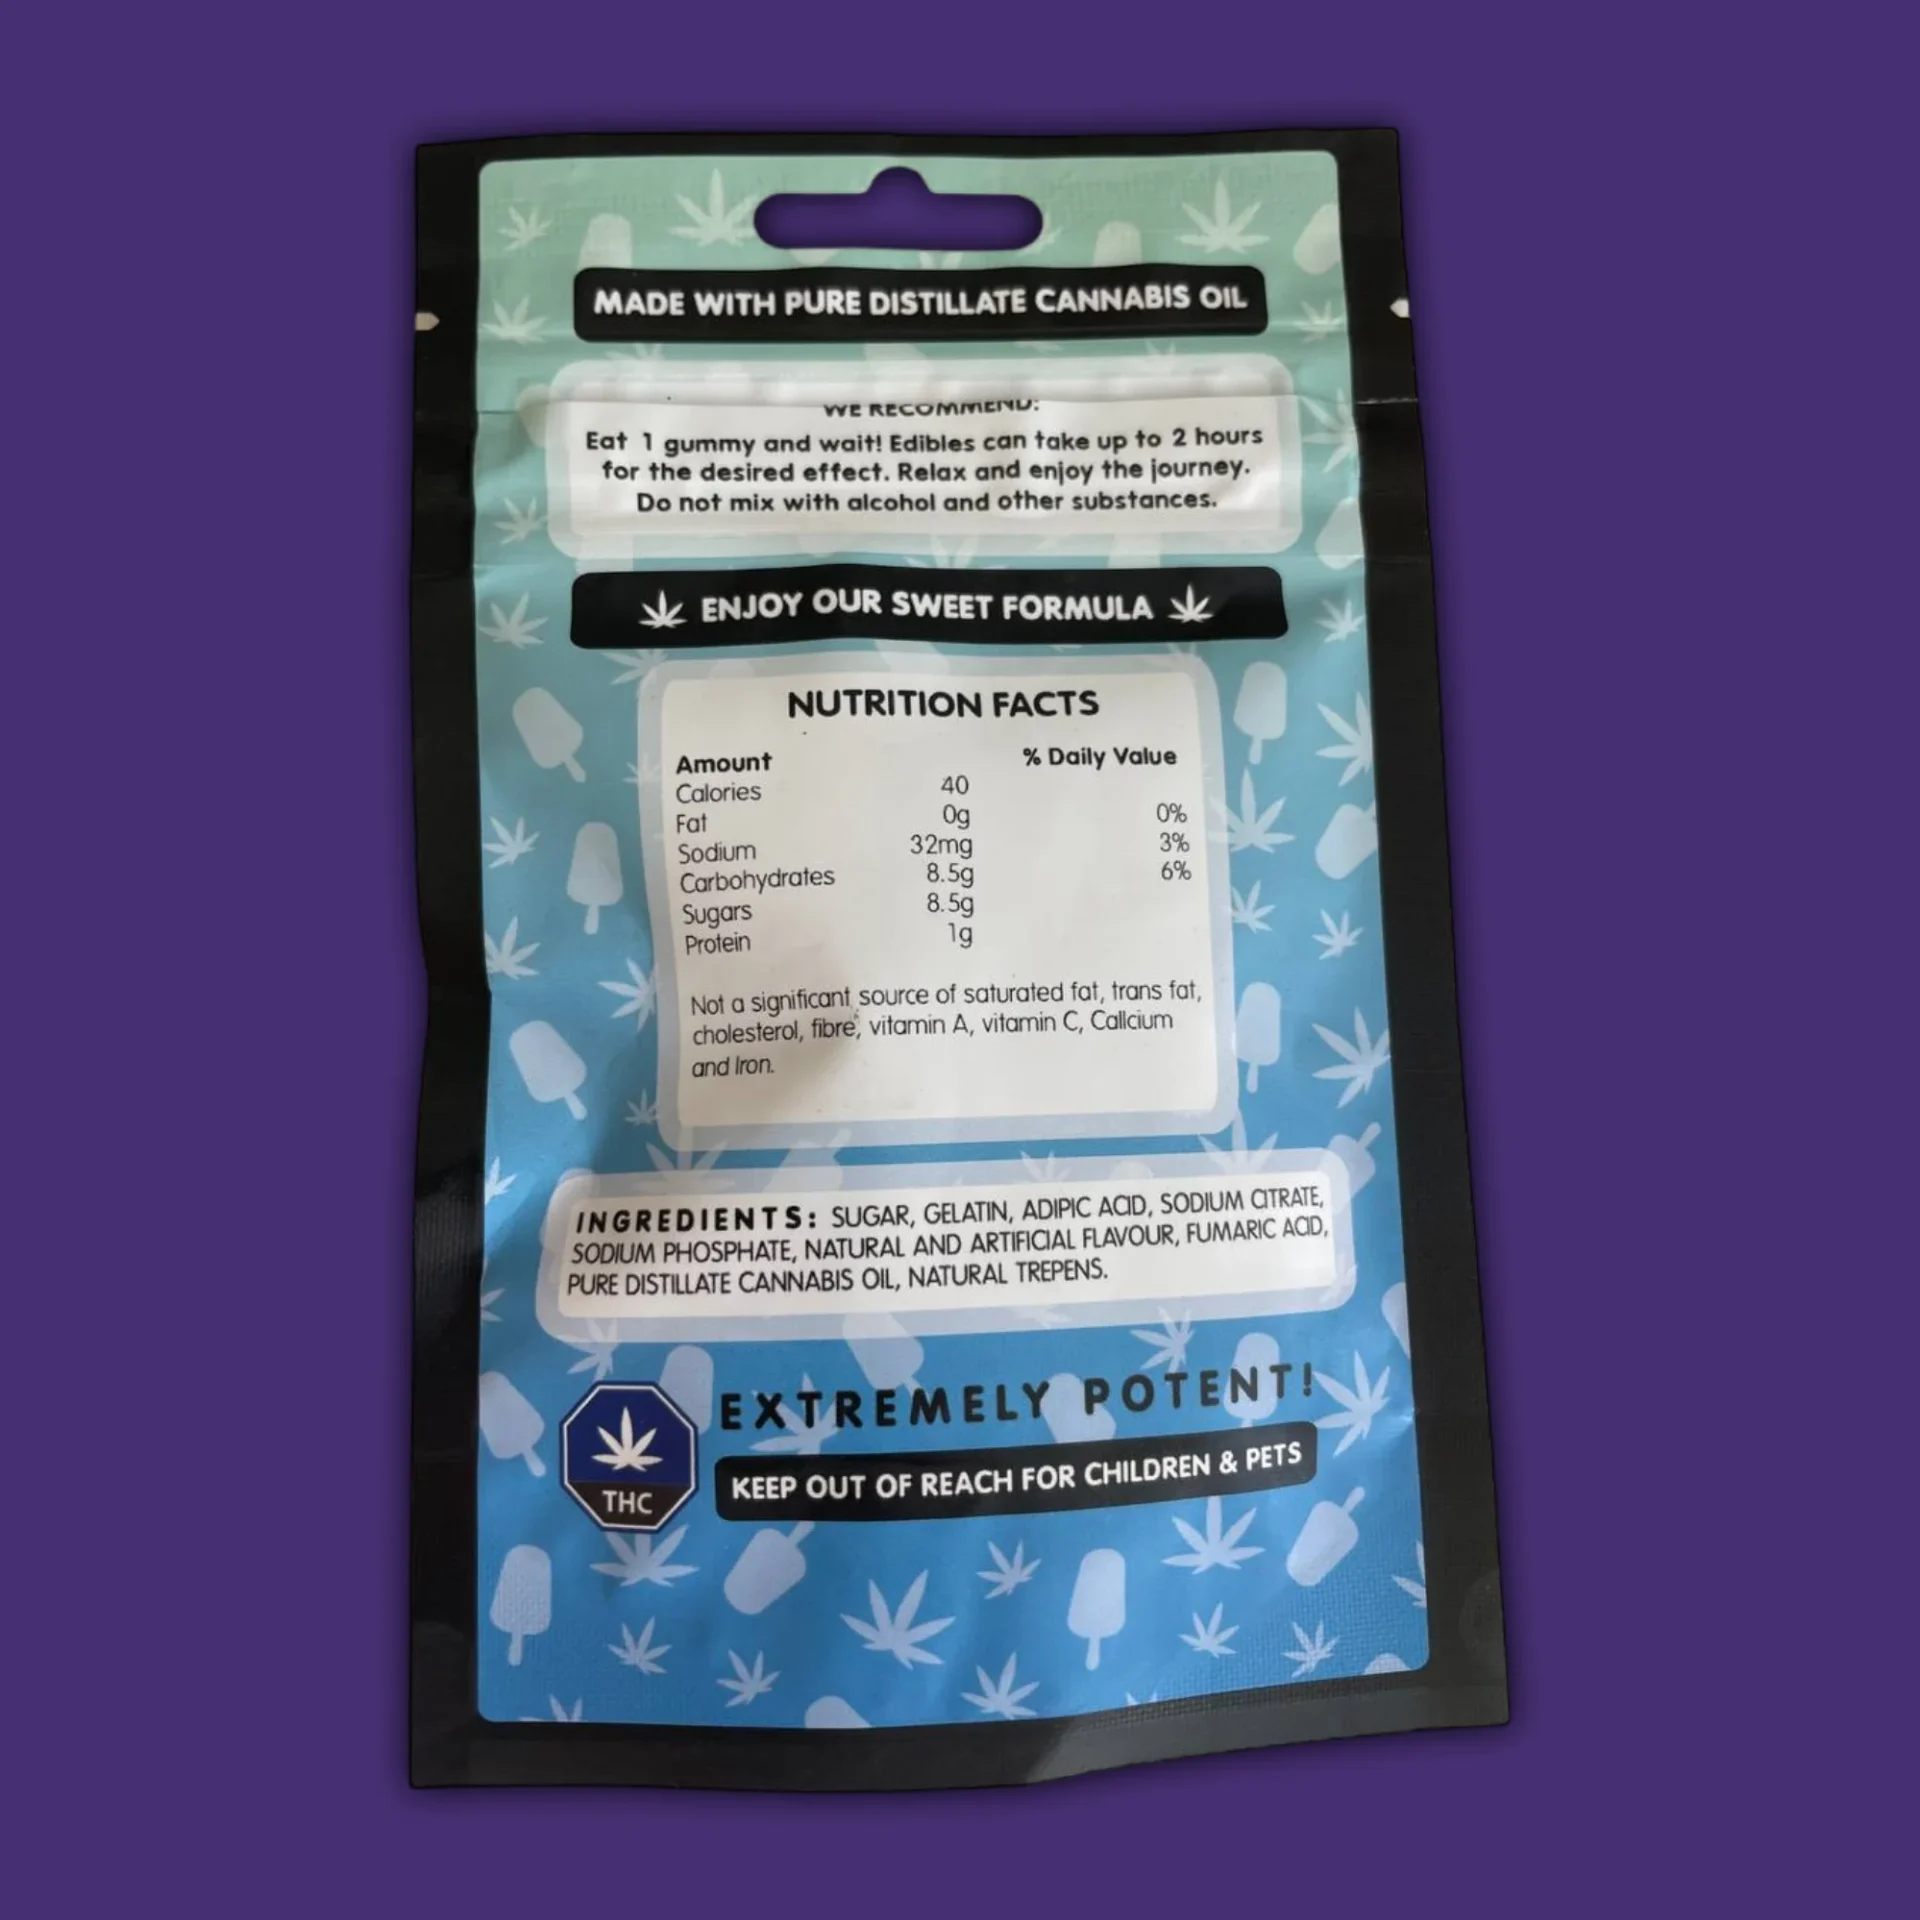 MADE WITH PURE DISTILLATE CANNABIS OIL
WE RECOMMEND:
Eat 1 gummy and wait! Edibles can take up to 2 hours
for the desired effect. Relax and enjoy the journey.
Do not mix with alcohol and other substances.
ENJOY OUR SWEET FORMULA
NUTRITION FACTS
Amount % Daily Value
Calories 40
Fat 0g 0%
Sodium 32mg 3%
Carbohydrates 8.5g 6%
Sugars 8.5g
Protein 1g
Not a significant source of saturated fat, trans fat,
cholesterol, fibre, vitamin A, vitamin C, Callcium
and Iron.
INGREDIENTS: SUGAR, GELATIN, ADIPIC ACID, SODIUM CITRATE,
SODIUM PHOSPHATE, NATURAL AND ARTIFICIAL FLAVOUR, FUMARIC ACID,
PURE DISTILLATE CANNABIS OIL, NATURAL TREPENS.
EXTREMELY POTENT!
KEEP OUT OF REACH FOR CHILDREN & PETS
THC